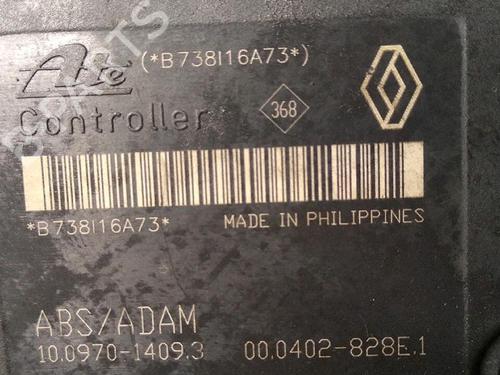 Ate (*B738I16A73*)
Controller 368
*B738I16A73* MADE IN PHILIPPINES
ABS/ADAM
10.0970-1409.3 00.0402-828E.1